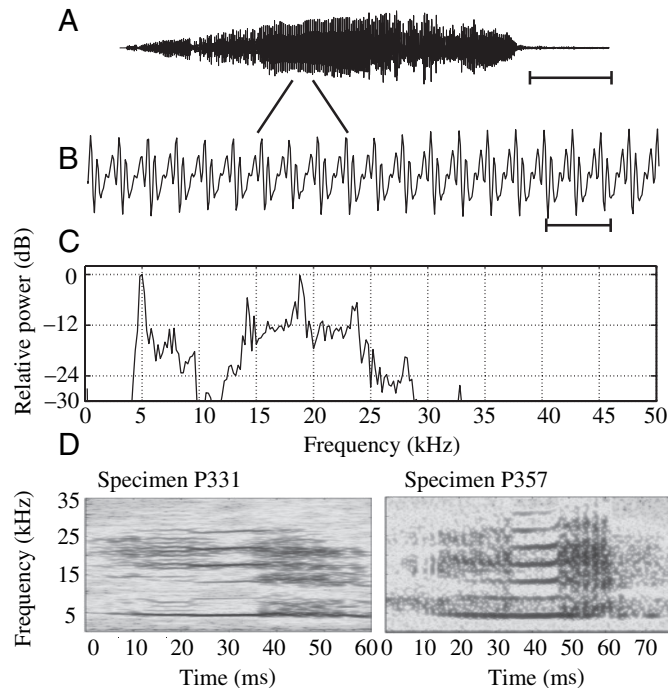 A
B
C
Relative power (dB)
0
−12
−24
−30
0 5 10 15 20 25 30 35 40 45 50
Frequency (kHz)
D
Specimen P331 Specimen P357
Frequency (kHz)
35
25
15
5
0 10 20 30 40 50 60 0 10 20 30 40 50 60 70
Time (ms) Time (ms)